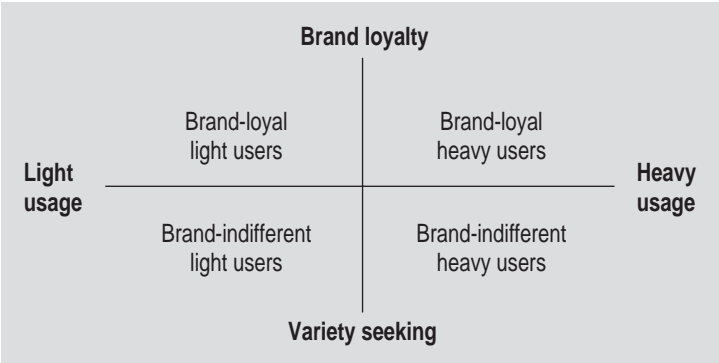 Brand loyalty
Brand-loyal
light users
Brand-loyal
heavy users
Light
usage
Heavy
usage
Brand-indifferent
light users
Brand-indifferent
heavy users
Variety seeking